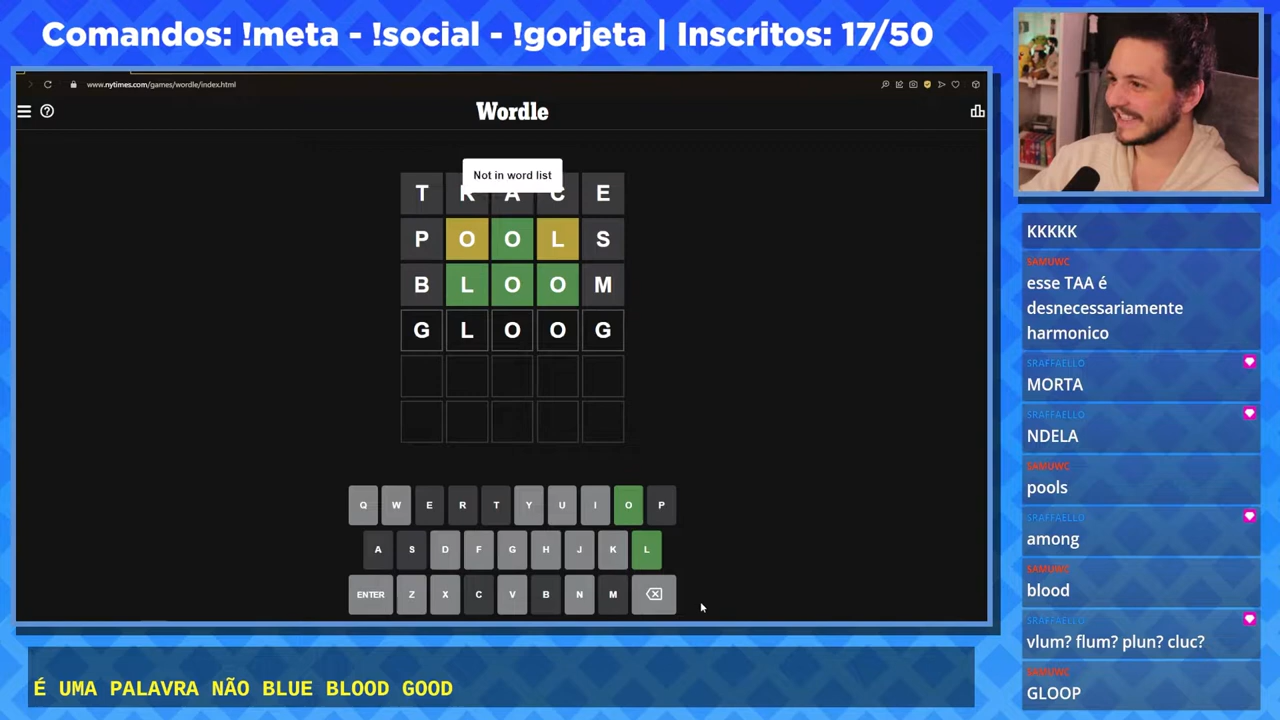 Comandos: !meta - !social - !gorjeta | Inscritos: 17/50
www.nytimes.com/games/wordle/index.html
Wordle
Not in word list
T R A C E
P O O L S
B L O O M
G L O O G
Q W E R T Y U I O P
A S D F G H J K L
ENTER Z X C V B N M
KKKKK
SAMUWC
esse TAA é
desnecessariamente
harmonico
SRAFFAELLO
MORTA
SRAFFAELLO
NDELA
SAMUWC
pools
SRAFFAELLO
among
SAMUWC
blood
SRAFFAELLO
vlum? flum? plun? cluc?
SAMUWC
GLOOP
É UMA PALAVRA NÃO BLUE BLOOD GOOD